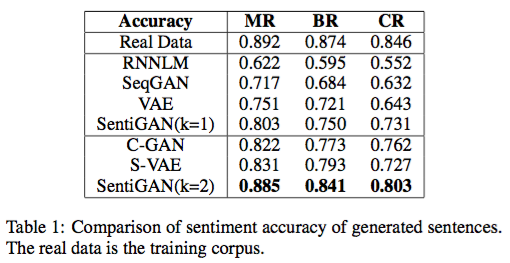 Accuracy MR BR CR
Real Data 0.892 0.874 0.846
RNNLM 0.622 0.595 0.552
SeqGAN 0.717 0.684 0.632
VAE 0.751 0.721 0.643
SentiGAN(k=1) 0.803 0.750 0.731
C-GAN 0.822 0.773 0.762
S-VAE 0.831 0.793 0.727
SentiGAN(k=2) 0.885 0.841 0.803
Table 1: Comparison of sentiment accuracy of generated sentences.
The real data is the training corpus.